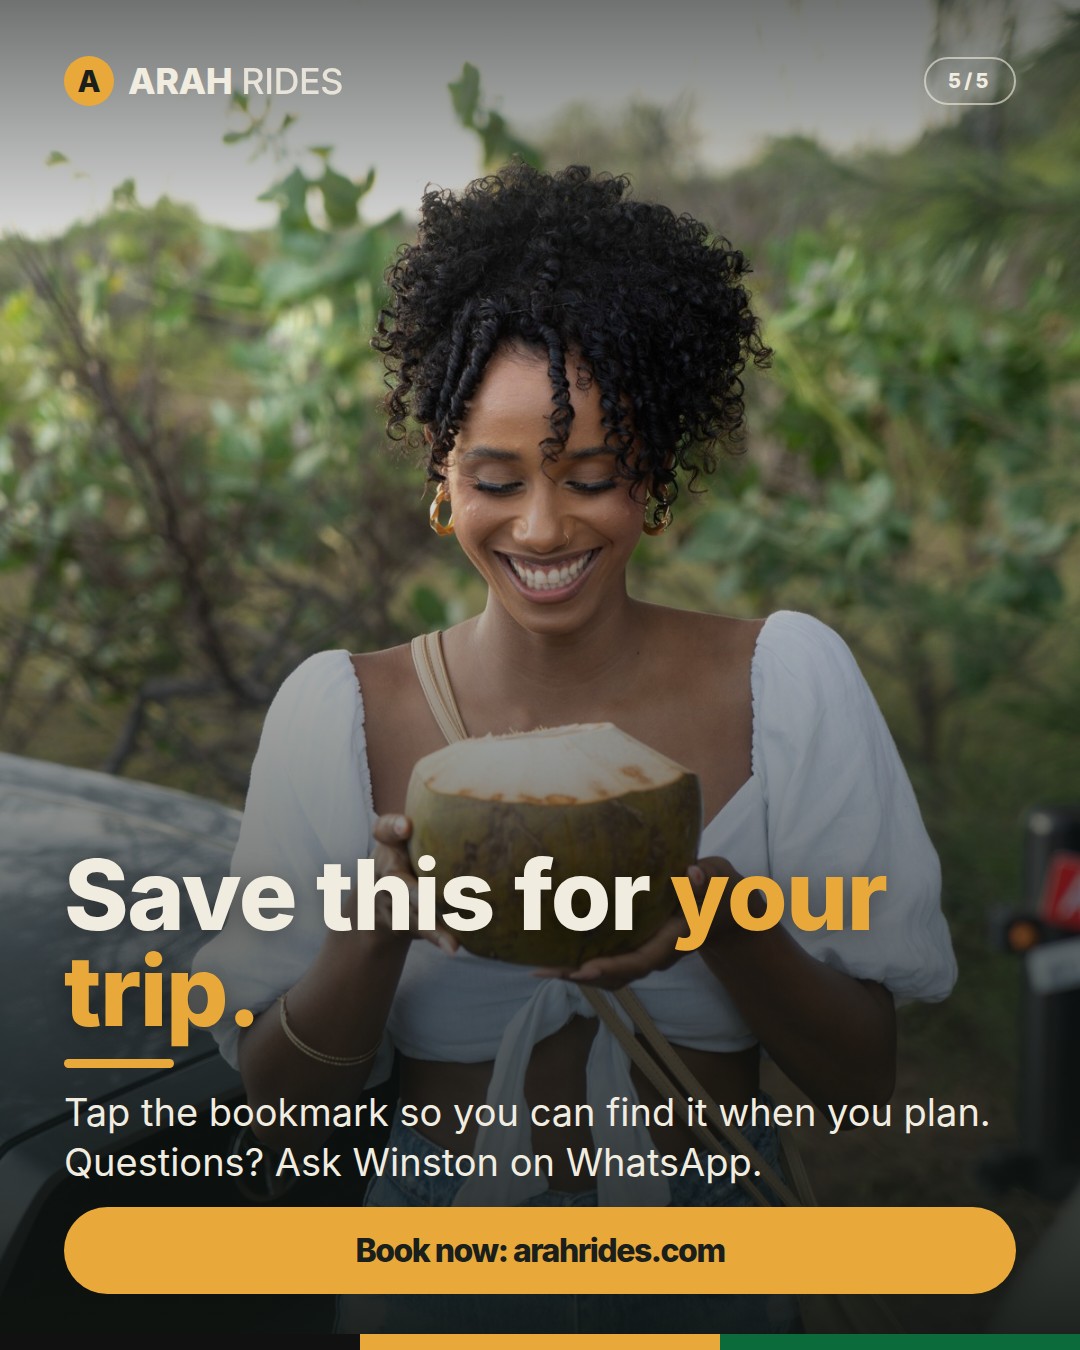 A ARAH RIDES
5/5
Save this for your
trip.
Tap the bookmark so you can find it when you plan.
Questions? Ask Winston on WhatsApp.
Book now: arahrides.com